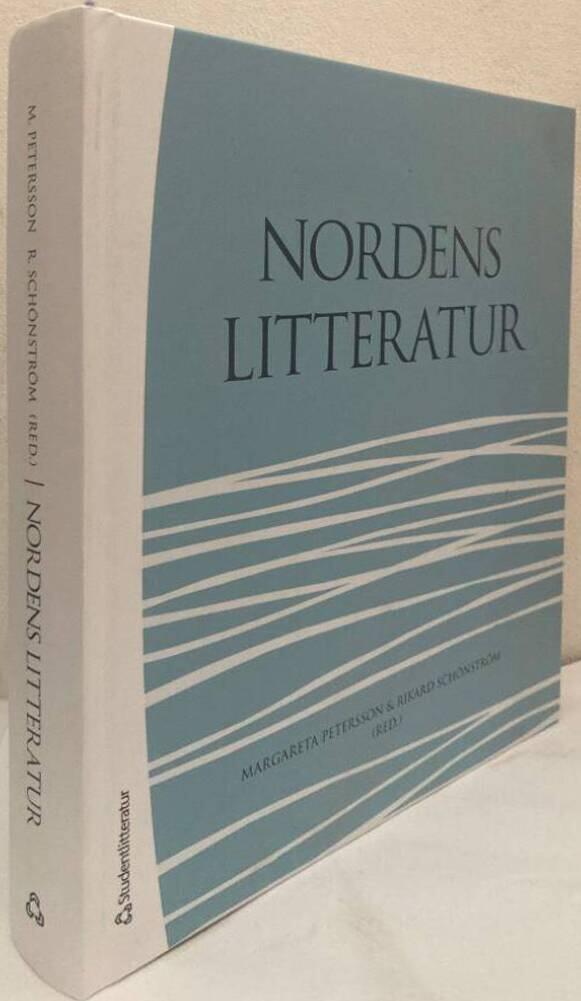 NORDENS
LITTERATUR
MARGARETA PETERSSON & RIKARD SCHÖNSTRÖM
(RED.)
Studentlitteratur
M. PETERSSON R. SCHÖNSTRÖM (RED.) | NORDENS LITTERATUR